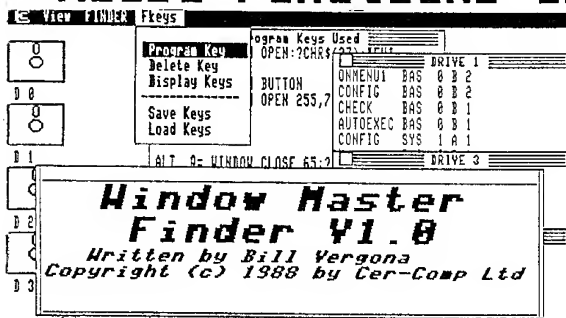 View FINDER Fkeys
Program Key
Delete Key
Display Keys
Save Keys
Load Keys
ogram Keys Used
OPEN:?CHR$
BUTTON
OPEN 255,7
ALT 9= WINDOW CLOSE 65:?
DRIVE 1
ONMENU1 BAS 0 B 2
CONFIG BAS 0 B 2
CHECK BAS 0 B 1
AUTOEXEC BAS 0 B 1
CONFIG SYS 1 A 1
DRIVE 3
D 0
D 1
D 2
D 3
Window Master
Finder V1.0
Written by Bill Vergona
Copyright (c) 1988 by Cer-Comp Ltd